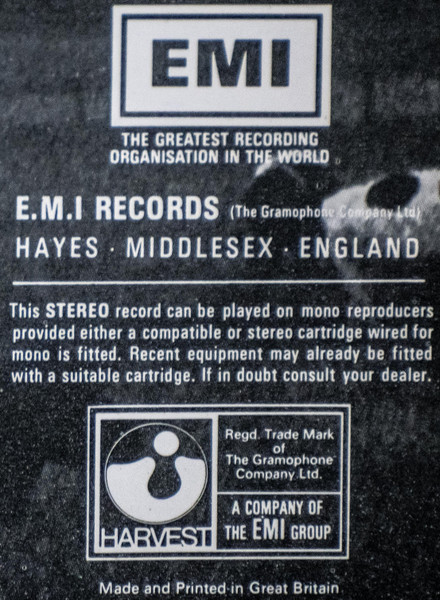 EMI
THE GREATEST RECORDING
ORGANISATION IN THE WORLD
E.M.I RECORDS (The Gramophone Company Ltd)
HAYES · MIDDLESEX · ENGLAND
This STEREO record can be played on mono reproducers
provided either a compatible or stereo cartridge wired for
mono is fitted. Recent equipment may already be fitted
with a suitable cartridge. If in doubt consult your dealer.
HARVEST
Regd. Trade Mark
of
The Gramophone
Company Ltd.
A COMPANY OF
THE EMI GROUP
Made and Printed in Great Britain